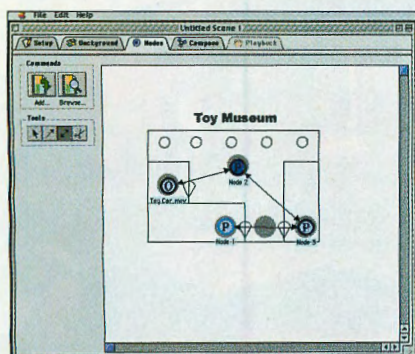 File Edit Help
Untitled Scene 1
Setup Background Nodes Compose Playback
Commands
Add... Browse...
Tools
Toy Museum
Node 2
Toy Car.mov
P P
Node 1 Node 3